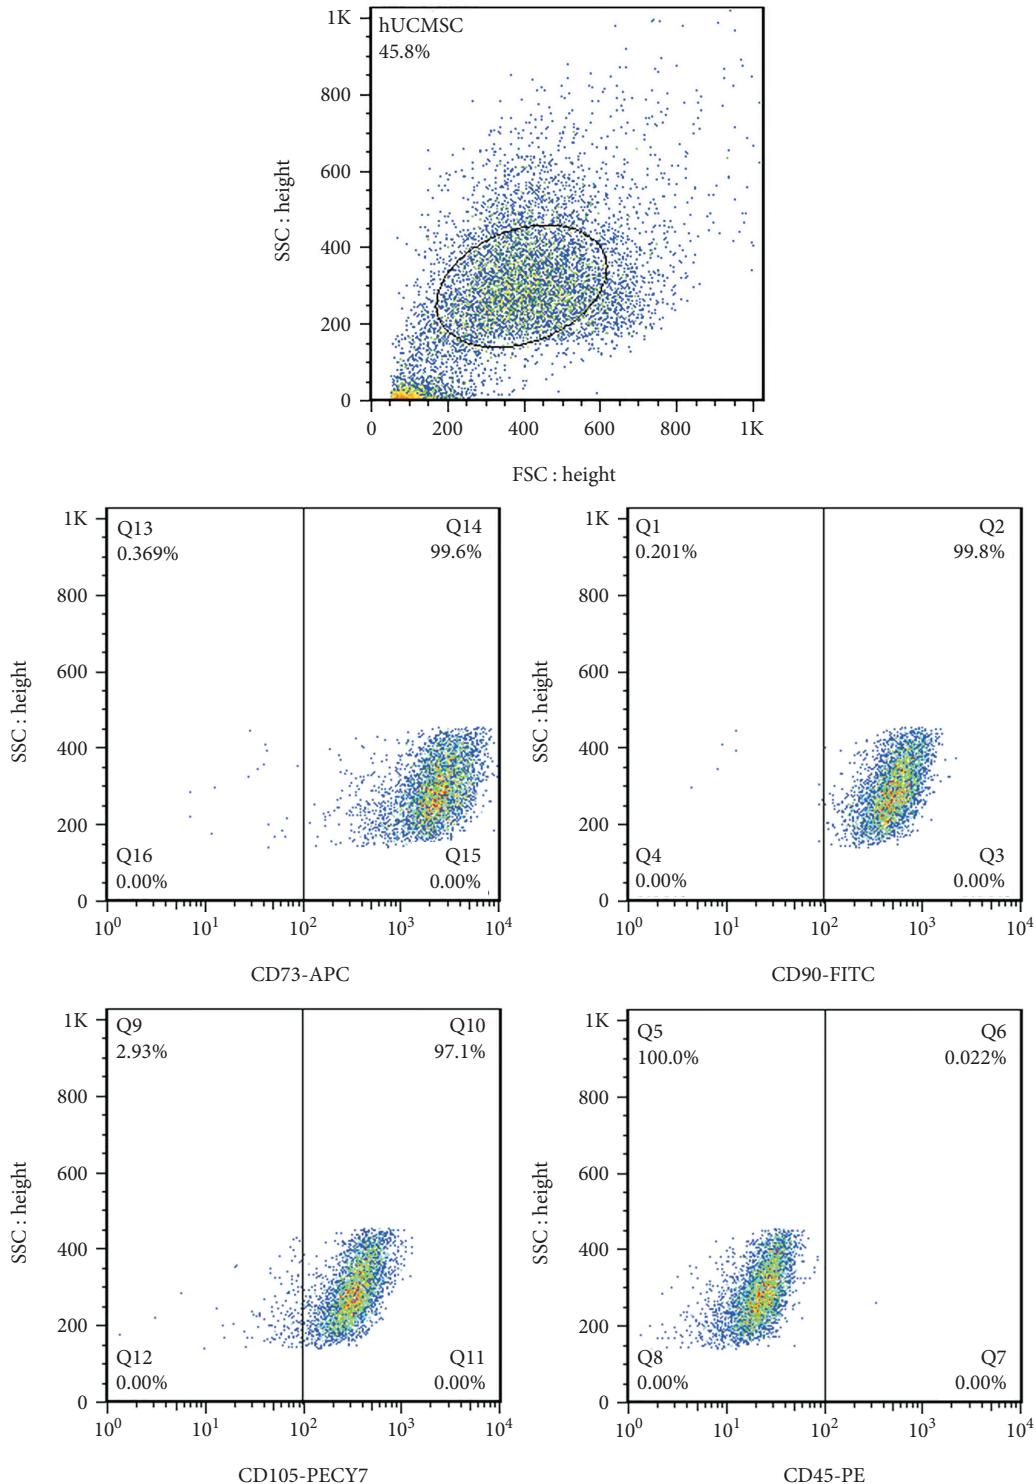 hUCMSC
45.8%
1K
800
600
400
200
0
SSC : height
0 200 400 600 800 1K
FSC : height
Q13 Q14
0.369% 99.6%
1K
800
600
400
200
0
SSC : height
Q16 Q15
0.00% 0.00%
10⁰ 10¹ 10² 10³ 10⁴
CD73-APC
Q1 Q2
0.201% 99.8%
1K
800
600
400
200
0
SSC : height
Q4 Q3
0.00% 0.00%
10⁰ 10¹ 10² 10³ 10⁴
CD90-FITC
Q9 Q10
2.93% 97.1%
1K
800
600
400
200
0
SSC : height
Q12 Q11
0.00% 0.00%
10⁰ 10¹ 10² 10³ 10⁴
CD105-PECY7
Q5 Q6
100.0% 0.022%
1K
800
600
400
200
0
SSC : height
Q8 Q7
0.00% 0.00%
10⁰ 10¹ 10² 10³ 10⁴
CD45-PE